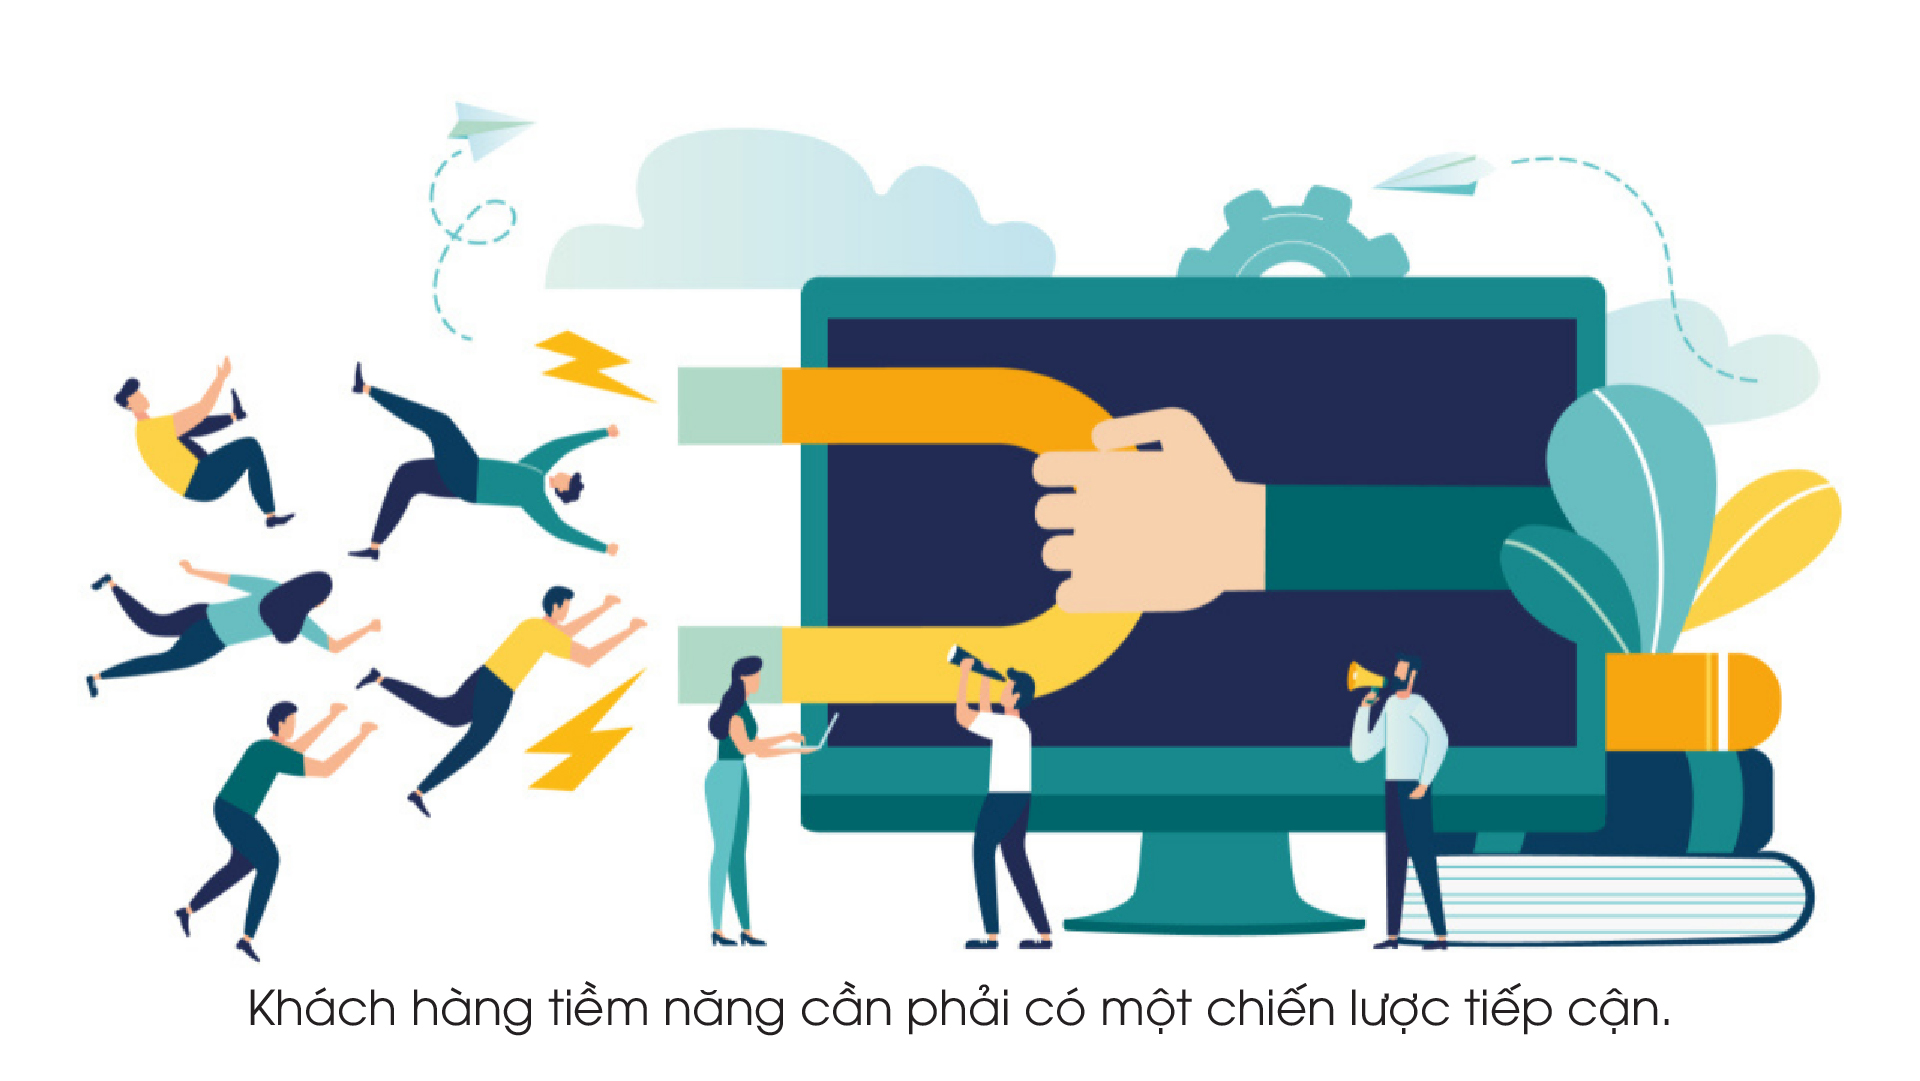 Khách hàng tiềm năng cần phải có một chiến lược tiếp cận.